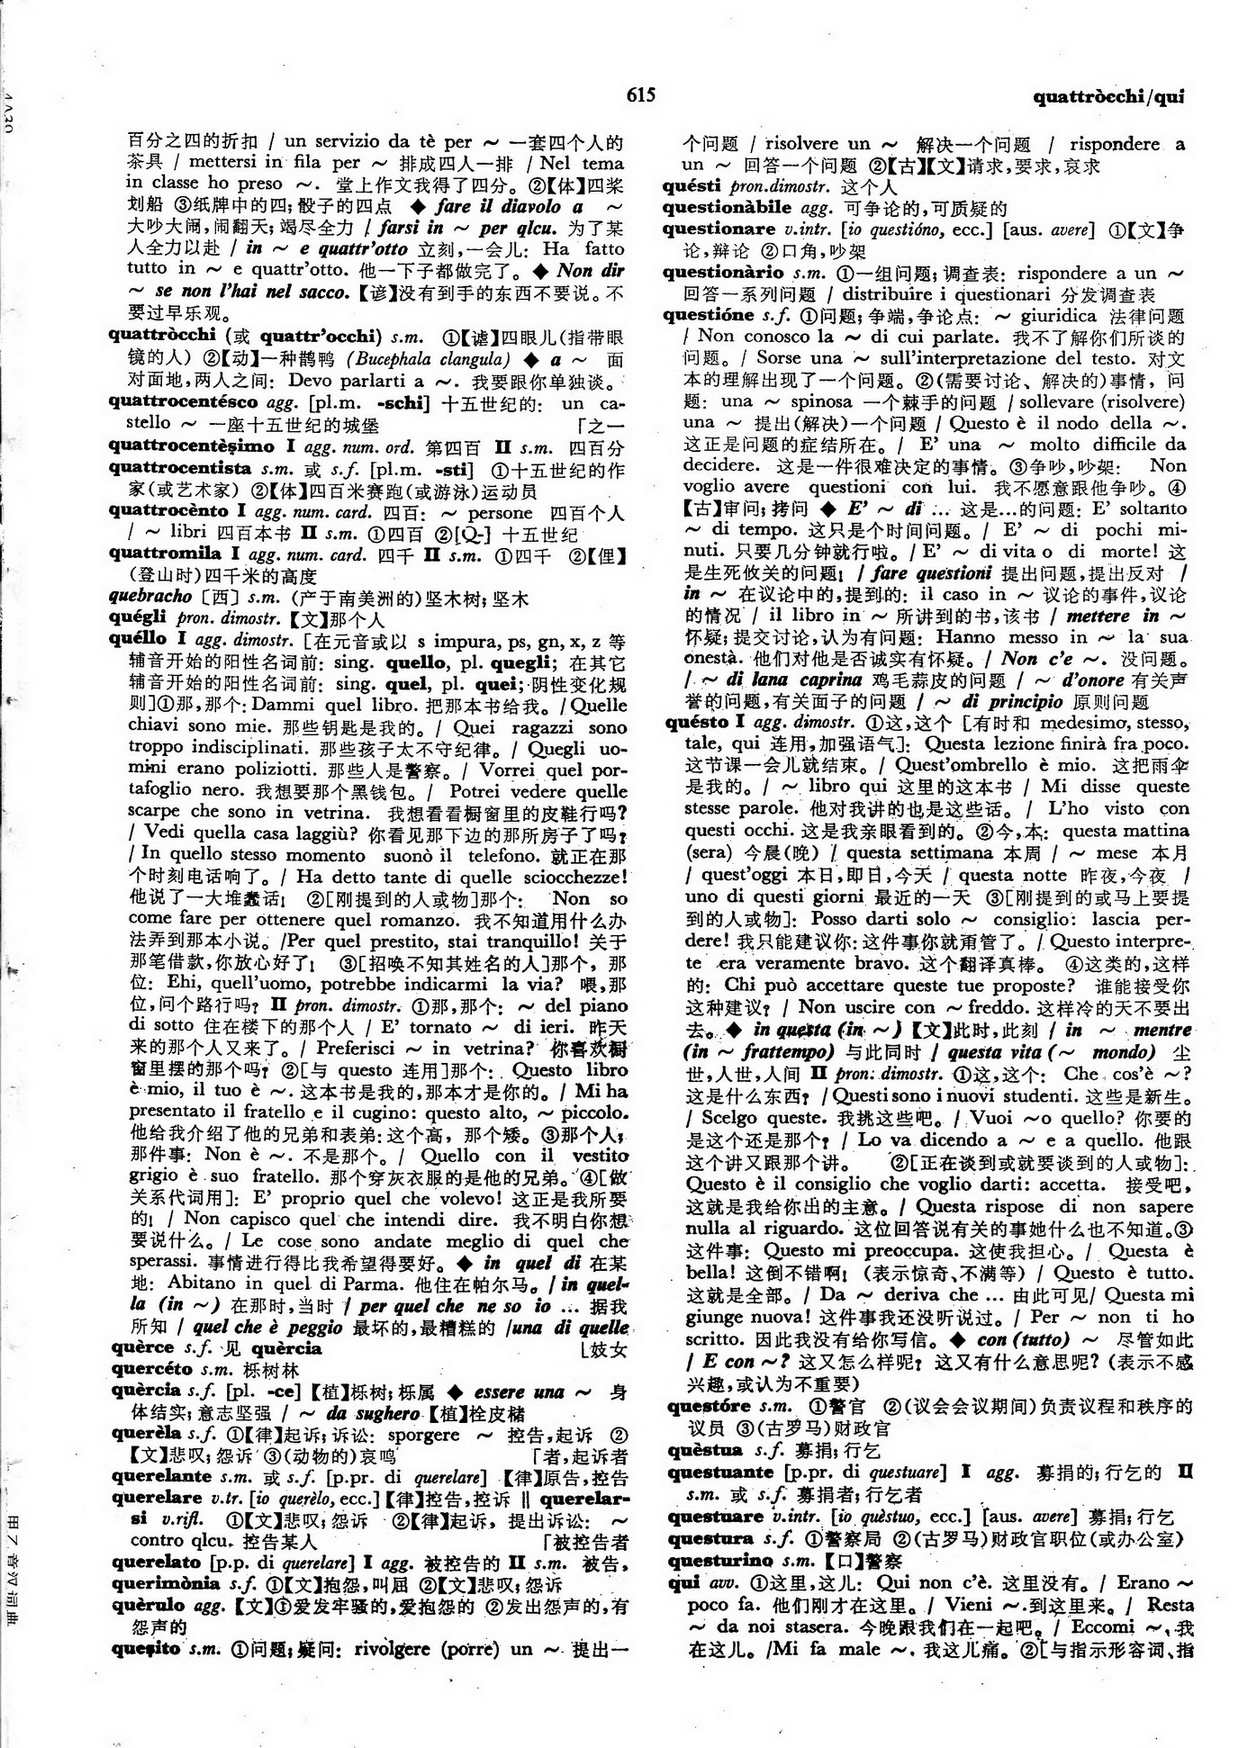 615
quattròcchi/qui
百分之四的折扣 / un servizio da tè per ～ 一套四个人的
茶具 / mettersi in fila per ～ 排成四人一排 / Nel tema
in classe ho preso ～. 堂上作文我得了四分。②【体】四桨
划船 ③纸牌中的四; 骰子的四点 ◆ fare il diavolo a ～
大吵大闹,闹翻天; 竭尽全力 / farsi in ～ per qlcu. 为了某
人全力以赴 / in ～ e quattr'otto 立刻,一会儿: Ha fatto
tutto in ～ e quattr'otto. 他一下子都做完了。◆ Non dir
～ se non l'hai nel sacco. 【谚】没有到手的东西不要说。不
要过早乐观。
quattròcchi (或 quattr'occhi) s.m. ①【谑】四眼儿(指带眼
镜的人) ②【动】一种鹊鸭 (Bucephala clangula) ◆ a ～ 面
对面地,两人之间: Devo parlarti a ～. 我要跟你单独谈。
quattrocentésco agg. [pl.m. -schi] 十五世纪的: un ca-
stello ～ 一座十五世纪的城堡 「之一
quattrocentèsimo I agg. num. ord. 第四百 II s.m. 四百分
quattrocentista s.m. 或 s.f. [pl.m. -sti] ①十五世纪的作
家(或艺术家) ②【体】四百米赛跑(或游泳)运动员
quattrocènto I agg. num. card. 四百: ～ persone 四百个人
/ ～ libri 四百本书 II s.m. ①四百 ②[Q-] 十五世纪
quattromila I agg. num. card. 四千 II s.m. ①四千 ②【俚】
(登山时)四千米的高度
quebracho [西] s.m. (产于南美洲的)坚木树; 坚木
quégli pron. dimostr. 【文】那个人
quéllo I agg. dimostr. [在元音或以 s impura, ps, gn, x, z 等
辅音开始的阳性名词前: sing. quello, pl. quegli; 在其它
辅音开始的阳性名词前: sing. quel, pl. quei; 阴性变化规
则]①那,那个: Dammi quel libro. 把那本书给我。/ Quelle
chiavi sono mie. 那些钥匙是我的。/ Quei ragazzi sono
troppo indisciplinati. 那些孩子太不守纪律。/ Quegli uo-
mini erano poliziotti. 那些人是警察。/ Vorrei quel por-
tafoglio nero. 我想要那个黑钱包。/ Potrei vedere quelle
scarpe che sono in vetrina. 我想看看橱窗里的皮鞋行吗?
/ Vedi quella casa laggiù? 你看见那下边的那所房子了吗?
/ In quello stesso momento suonò il telefono. 就正在那
个时刻电话响了。/ Ha detto tante di quelle sciocchezze!
他说了一大堆蠢话! ②[刚提到的人或物]那个: Non so
come fare per ottenere quel romanzo. 我不知道用什么办
法弄到那本小说。/Per quel prestito, stai tranquillo! 关于
那笔借款,你放心好了! ③[招唤不知其姓名的人]那个, 那
位: Ehi, quell'uomo, potrebbe indicarmi la via? 喂,那
位,问个路行吗? II pron. dimostr. ①那,那个: ～ del piano
di sotto 住在楼下的那个人 / E' tornato ～ di ieri. 昨天
来的那个人又来了。/ Preferisci ～ in vetrina? 你喜欢橱
窗里摆的那个吗? ②[与 questo 连用]那个: Questo libro
è mio, il tuo è ～. 这本书是我的,那本才是你的。/ Mi ha
presentato il fratello e il cugino: questo alto, ～ piccolo.
他给我介绍了他的兄弟和表弟: 这个高, 那个矮。③那个人,
那件事: Non è ～. 不是那个。/ Quello con il vestito
grigio è suo fratello. 那个穿灰衣服的是他的兄弟。④[做
关系代词用]: E' proprio quel che volevo! 这正是我所要
的! / Non capisco quel che intendi dire. 我不明白你想
要说什么。/ Le cose sono andate meglio di quel che
sperassi. 事情进行得比我希望得要好。◆ in quel di 在某
地: Abitano in quel di Parma. 他住在帕尔马。/ in quel-
la (in ～) 在那时,当时 / per quel che ne so io … 据我
所知 / quel che è peggio 最坏的,最糟糕的 /una di quelle
quèrce s.f. 见 quèrcia 〔妓女
quercéto s.m. 栎树林
quèrcia s.f. [pl. -ce] 【植】栎树; 栎属 ◆ essere una ～ 身
体结实; 意志坚强 / ～ da sughero 【植】栓皮槠
querèla s.f. ①【律】起诉; 诉讼: sporgere ～ 控告,起诉 ②
【文】悲叹; 怨诉 ③(动物的)哀鸣 「者,起诉者
querelante s.m. 或 s.f. [p.pr. di querelare] 【律】原告,控告
querelare v.tr. [io querèlo, ecc.] 【律】控告,控诉 ‖ querelar-
si v.rifl. ①【文】悲叹; 怨诉 ②【律】起诉, 提出诉讼: ～
contro qlcu. 控告某人 「被控告者
querelato [p.p. di querelare] I agg. 被控告的 II s.m. 被告,
querimònia s.f. ①【文】抱怨,叫屈 ②【文】悲叹; 怨诉
quèrulo agg. 【文】①爱发牢骚的,爱抱怨的 ②发出怨声的,有
怨声的
quesito s.m. ①问题; 疑问: rivòlgere (porre) un ～ 提出一
个问题 / risolvere un ～ 解决一个问题 / rispondere a
un ～ 回答一个问题 ②【古】【文】请求,要求,哀求
quésti pron.dimostr. 这个人
questionàbile agg. 可争论的,可质疑的
questionare v.intr. [io questióno, ecc.] [aus. avere] ①【文】争
论,辩论 ②口角,吵架
questionàrio s.m. ①一组问题; 调查表: rispondere a un ～
回答一系列问题 / distribuire i questionari 分发调查表
questióne s.f. ①问题; 争端,争论点: ～ giuridica 法律问题
/ Non conosco la ～ di cui parlate. 我不了解你们所谈的
问题。/ Sorse una ～ sull'interpretazione del testo. 对文
本的理解出现了一个问题。②(需要讨论、解决的)事情, 问
题: una ～ spinosa 一个棘手的问题 / sollevare (risolvere)
una ～ 提出(解决)一个问题 / Questo è il nodo della ～.
这正是问题的症结所在。/ E' una ～ molto difficile da
decidere. 这是一件很难决定的事情。③争吵,吵架: Non
voglio avere questioni con lui. 我不愿意跟他争吵。④
【古】审问; 拷问 ◆ E' ～ di … 这是…的问题: E' soltanto
～ di tempo. 这只是个时间问题。/ E' ～ di pochi mi-
nuti. 只要几分钟就行啦。/ E' ～ di vita o di morte! 这
是生死攸关的问题! / fare questioni 提出问题,提出反对 /
in ～ 在议论中的,提到的: il caso in ～ 议论的事件,议论
的情况 / il libro in ～ 所讲到的书,该书 / mettere in ～
怀疑; 提交讨论,认为有问题: Hanno messo in ～ la sua
onestà. 他们对他是否诚实有怀疑。/ Non c'e ～. 没问题。
/ ～ di lana caprina 鸡毛蒜皮的问题 / ～ d'onore 有关声
誉的问题,有关面子的问题 / ～ di principio 原则问题
quésto I agg. dimostr. ①这,这个 [有时和 medesimo, stesso,
tale, qui 连用,加强语气]: Questa lezione finirà fra poco.
这节课一会儿就结束。/ Quest'ombrello è mio. 这把雨伞
是我的。/ ～ libro qui 这里的这本书 / Mi disse queste
stesse parole. 他对我讲的也是这些话。/ L'ho visto con
questi occhi. 这是我亲眼看到的。②今,本: questa mattina
(sera) 今晨(晚) / questa settimana 本周 / ～ mese 本月
/ quest'oggi 本日,即日,今天 / questa notte 昨夜,今夜 /
uno di questi giorni 最近的一天 ③[刚提到的或马上要提
到的人或物]: Posso darti solo ～ consiglio: lascia per-
dere! 我只能建议你: 这件事你就甭管了。/ Questo interpre-
te era veramente bravo. 这个翻译真棒。 ④这类的,这样
的: Chi può accettare queste tue proposte? 谁能接受你
这种建议? / Non uscire con ～ freddo. 这样冷的天不要出
去。◆ in questa (in ～) 【文】此时,此刻 / in ～ mentre
(in ～ frattempo) 与此同时 / questa vita (～ mondo) 尘
世,人世,人间 II pron. dimostr. ①这,这个: Che cos'è ～?
这是什么东西? / Questi sono i nuovi studenti. 这些是新生。
/ Scelgo queste. 我挑这些吧。/ Vuoi ～ o quello? 你要的
是这个还是那个? / Lo va dicendo a ～ e a quello. 他跟
这个讲又跟那个讲。 ②[正在谈到或就要谈到的人或物]:
Questo è il consiglio che voglio darti: accetta. 接受吧,
这就是我给你出的主意。/ Questa rispose di non sapere
nulla al riguardo. 这位回答说有关的事她什么也不知道。③
这件事: Questo mi preoccupa. 这使我担心。/ Questa è
bella! 这倒不错啊! (表示惊奇、不满等) / Questo è tutto.
这就是全部。/ Da ～ deriva che … 由此可见/ Questa mi
giunge nuova! 这件事我还没听说过。/ Per ～ non ti ho
scritto. 因此我没有给你写信。◆ con (tutto) ～ 尽管如此
/ E con ～? 这又怎么样呢? 这又有什么意思呢? (表示不感
兴趣,或认为不重要)
questóre s.m. ①警官 ②(议会会议期间)负责议程和秩序的
议员 ③(古罗马)财政官
quèstua s.f. 募捐; 行乞
questuante [p.pr. di questuare] I agg. 募捐的; 行乞的 II
s.m. 或 s.f. 募捐者; 行乞者
questuare v.intr. [io quèstuo, ecc.] [aus. avere] 募捐; 行乞
questura s.f. ①警察局 ②(古罗马)财政官职位(或办公室)
questurino s.m. 【口】警察
qui avv. ①这里,这儿: Qui non c'è. 这里没有。/ Erano ～
poco fa. 他们刚才在这里。/ Vieni ～. 到这里来。/ Resta
～ da noi stasera. 今晚跟我们在一起吧。/ Eccomi ～. 我
在这儿。/Mi fa male ～. 我这儿痛。②[与指示形容词、指